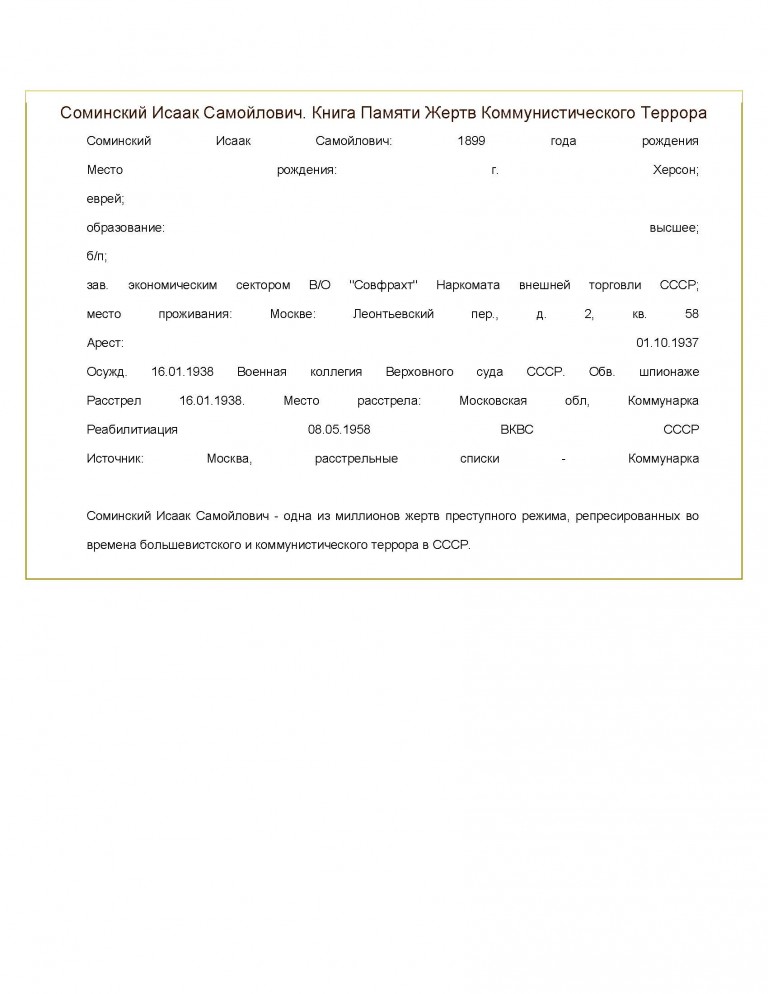 Соминский Исаак Самойлович. Книга Памяти Жертв Коммунистического Террора
Соминский Исаак Самойлович: 1899 года рождения
Место рождения: г. Херсон;
еврей;
образование: высшее;
б/п;
зав. экономическим сектором В/О "Совфрахт" Наркомата внешней торговли СССР;
место проживания: Москве: Леонтьевский пер., д. 2, кв. 58
Арест: 01.10.1937
Осужд. 16.01.1938 Военная коллегия Верховного суда СССР. Обв. шпионаже
Расстрел 16.01.1938. Место расстрела: Московская обл, Коммунарка
Реабилитиация 08.05.1958 ВКВС СССР
Источник: Москва, расстрельные списки - Коммунарка
Соминский Исаак Самойлович - одна из миллионов жертв преступного режима, репресированных во
времена большевистского и коммунистического террора в СССР.